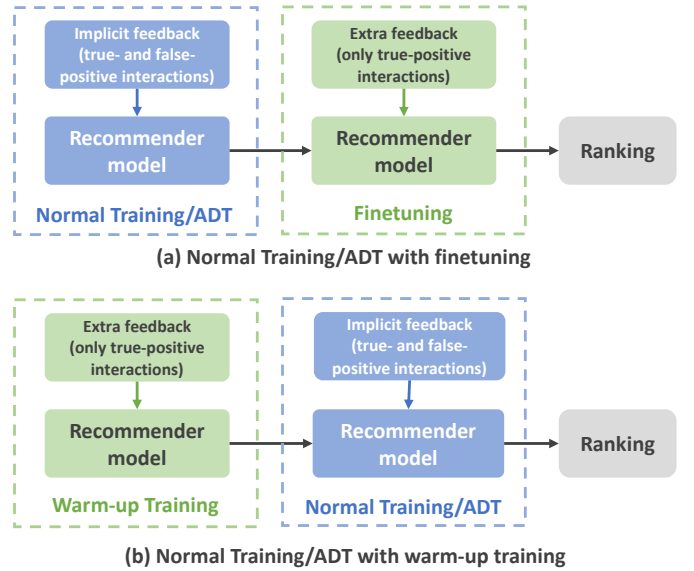 Implicit feedback
(true- and false-
positive interactions)
Recommender
model
Normal Training/ADT
Extra feedback
(only true-positive
interactions)
Recommender
model
Finetuning
Ranking
(a) Normal Training/ADT with finetuning
Extra feedback
(only true-positive
interactions)
Recommender
model
Warm-up Training
Implicit feedback
(true- and false-
positive interactions)
Recommender
model
Normal Training/ADT
Ranking
(b) Normal Training/ADT with warm-up training